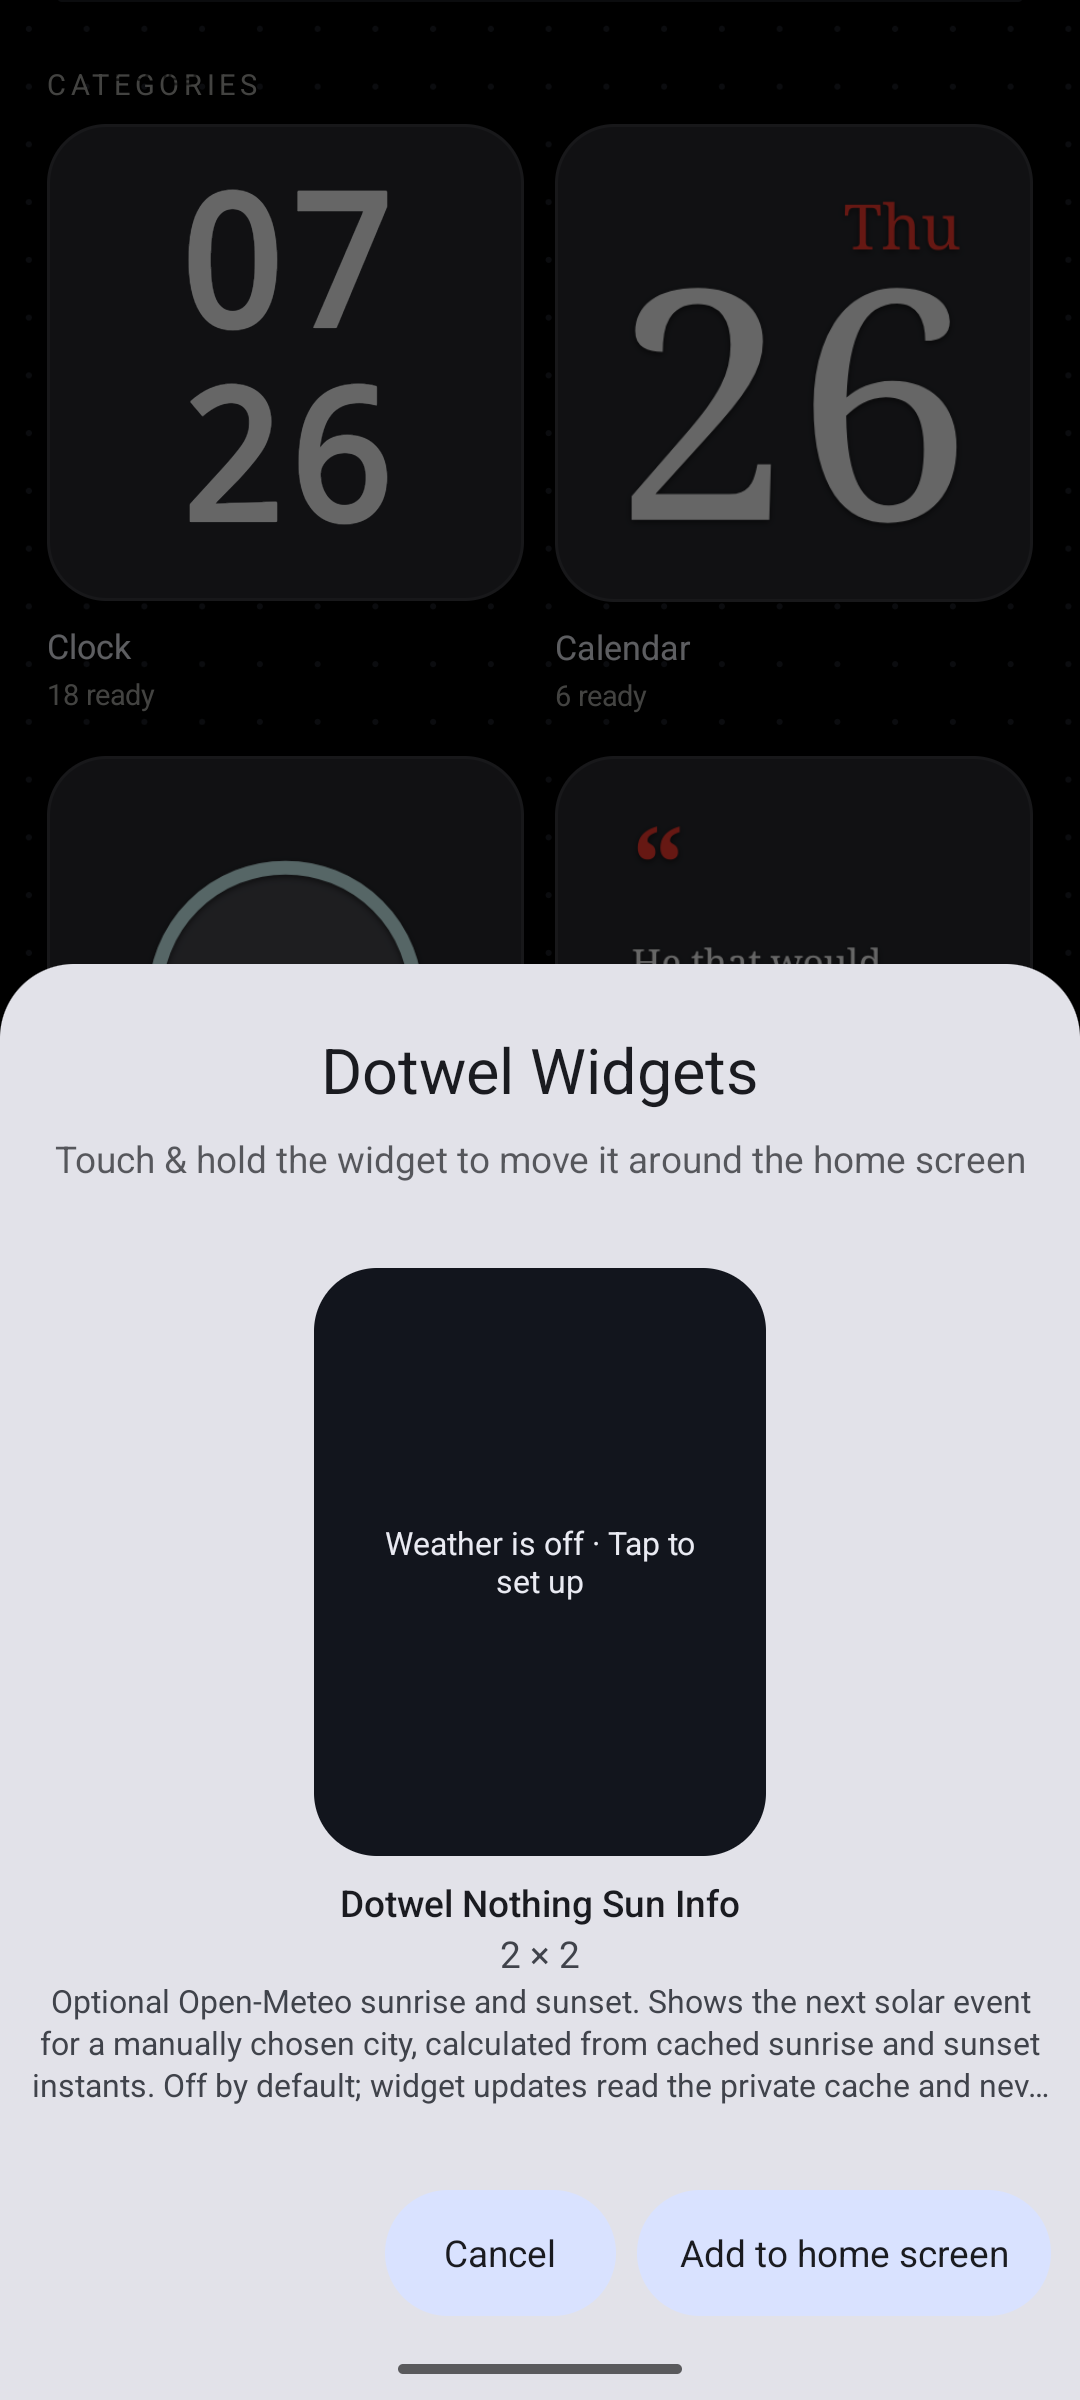 CATEGORIES
07
26
Thu
26
Clock
18 ready
Calendar
6 ready
“
He that would
Dotwel Widgets
Touch & hold the widget to move it around the home screen
Weather is off · Tap to
set up
Dotwel Nothing Sun Info
2 × 2
Optional Open-Meteo sunrise and sunset. Shows the next solar event
for a manually chosen city, calculated from cached sunrise and sunset
instants. Off by default; widget updates read the private cache and nev…
Cancel
Add to home screen